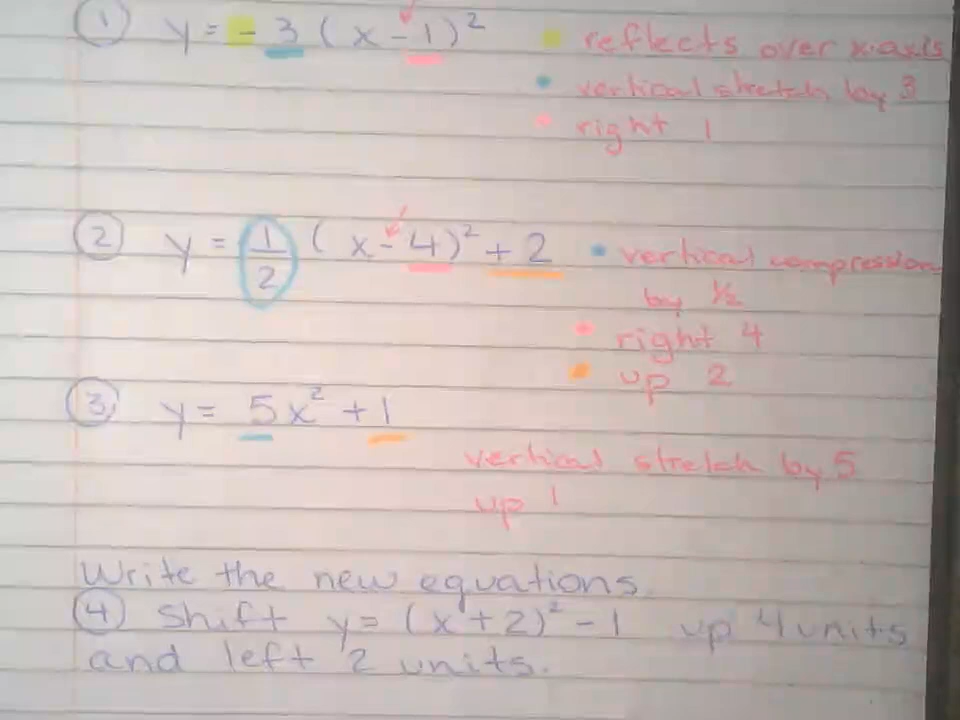 ① y = -3(x-1)² reflects over x-axis
vertical stretch by 3
right 1
② y = 1/2 (x-4)² + 2 vertical compression
by ½
right 4
up 2
③ y = 5x² + 1
vertical stretch by 5
up 1
Write the new equations.
④ Shift y = (x+2)² - 1 up 4 units
and left 2 units.